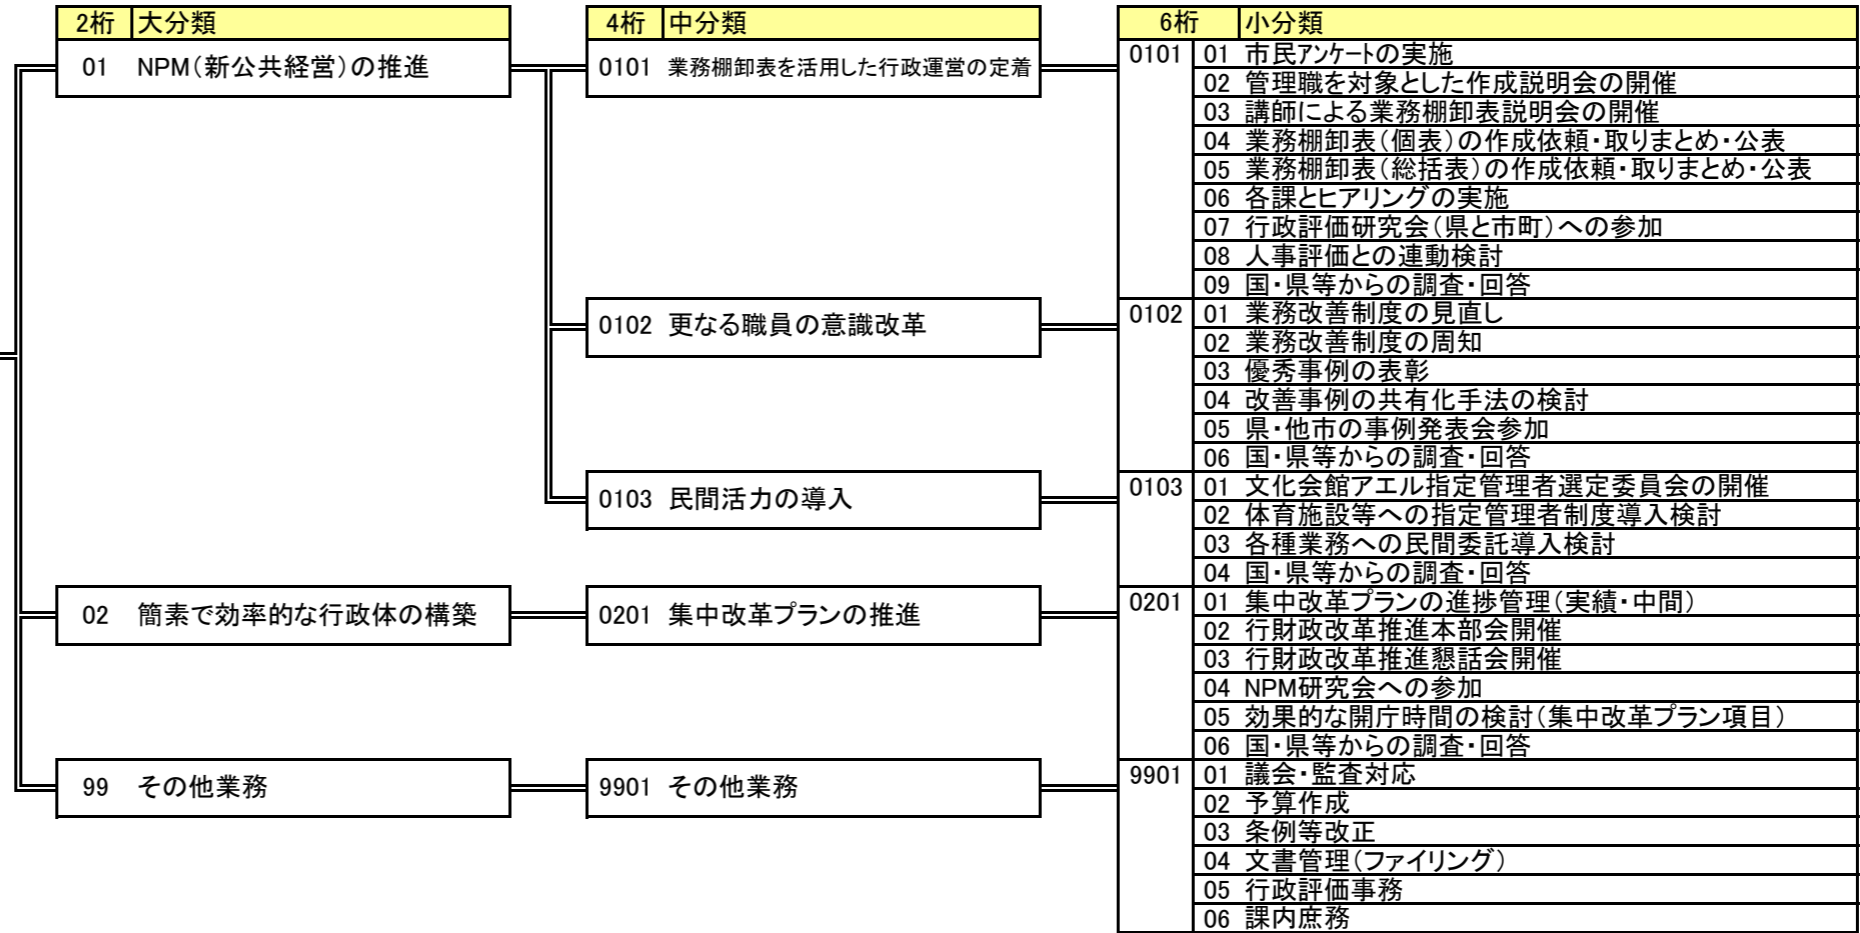 2桁 大分類 4桁 中分類 6桁 小分類
01 NPM(新公共経営)の推進 0101 業務棚卸表を活用した行政運営の定着 0101 01 市民アンケートの実施
02 管理職を対象とした作成説明会の開催
03 講師による業務棚卸表説明会の開催
04 業務棚卸表(個表)の作成依頼・取りまとめ・公表
05 業務棚卸表(総括表)の作成依頼・取りまとめ・公表
06 各課とヒアリングの実施
07 行政評価研究会(県と市町)への参加
08 人事評価との連動検討
09 国・県等からの調査・回答
0102 更なる職員の意識改革 0102 01 業務改善制度の見直し
02 業務改善制度の周知
03 優秀事例の表彰
04 改善事例の共有化手法の検討
05 県・他市の事例発表会参加
06 国・県等からの調査・回答
0103 民間活力の導入 0103 01 文化会館アエル指定管理者選定委員会の開催
02 体育施設等への指定管理者制度導入検討
03 各種業務への民間委託導入検討
04 国・県等からの調査・回答
02 簡素で効率的な行政体の構築 0201 集中改革プランの推進 0201 01 集中改革プランの進捗管理(実績・中間)
02 行財政改革推進本部会開催
03 行財政改革推進懇話会開催
04 NPM研究会への参加
05 効果的な開庁時間の検討(集中改革プラン項目)
06 国・県等からの調査・回答
99 その他業務 9901 その他業務 9901 01 議会・監査対応
02 予算作成
03 条例等改正
04 文書管理(ファイリング)
05 行政評価事務
06 課内庶務